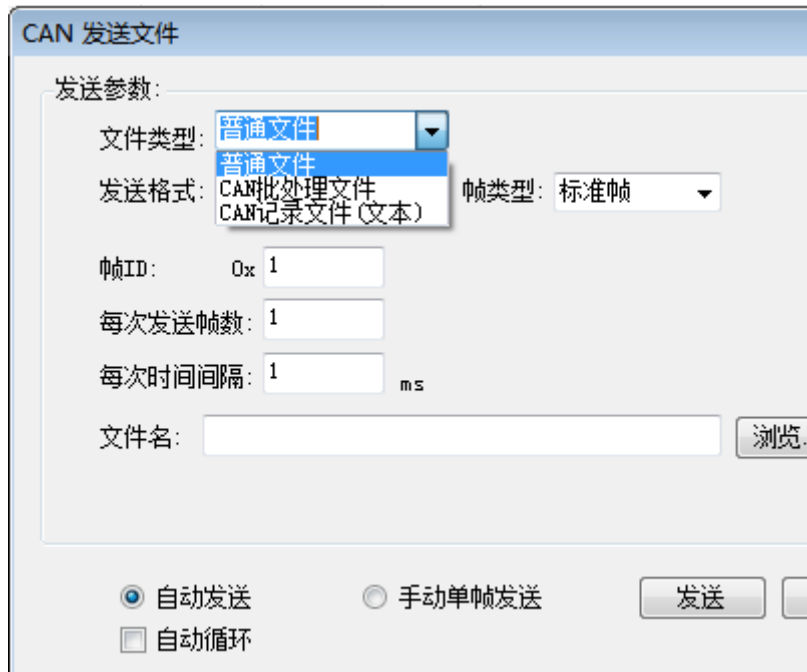 CAN 发送文件
发送参数:
文件类型: 普通文件
普通文件
CAN批处理文件
CAN记录文件(文本)
发送格式:
帧类型: 标准帧
帧ID: 0x 1
每次发送帧数: 1
每次时间间隔: 1 ms
文件名: 浏览.
自动发送 手动单帧发送 发送
自动循环